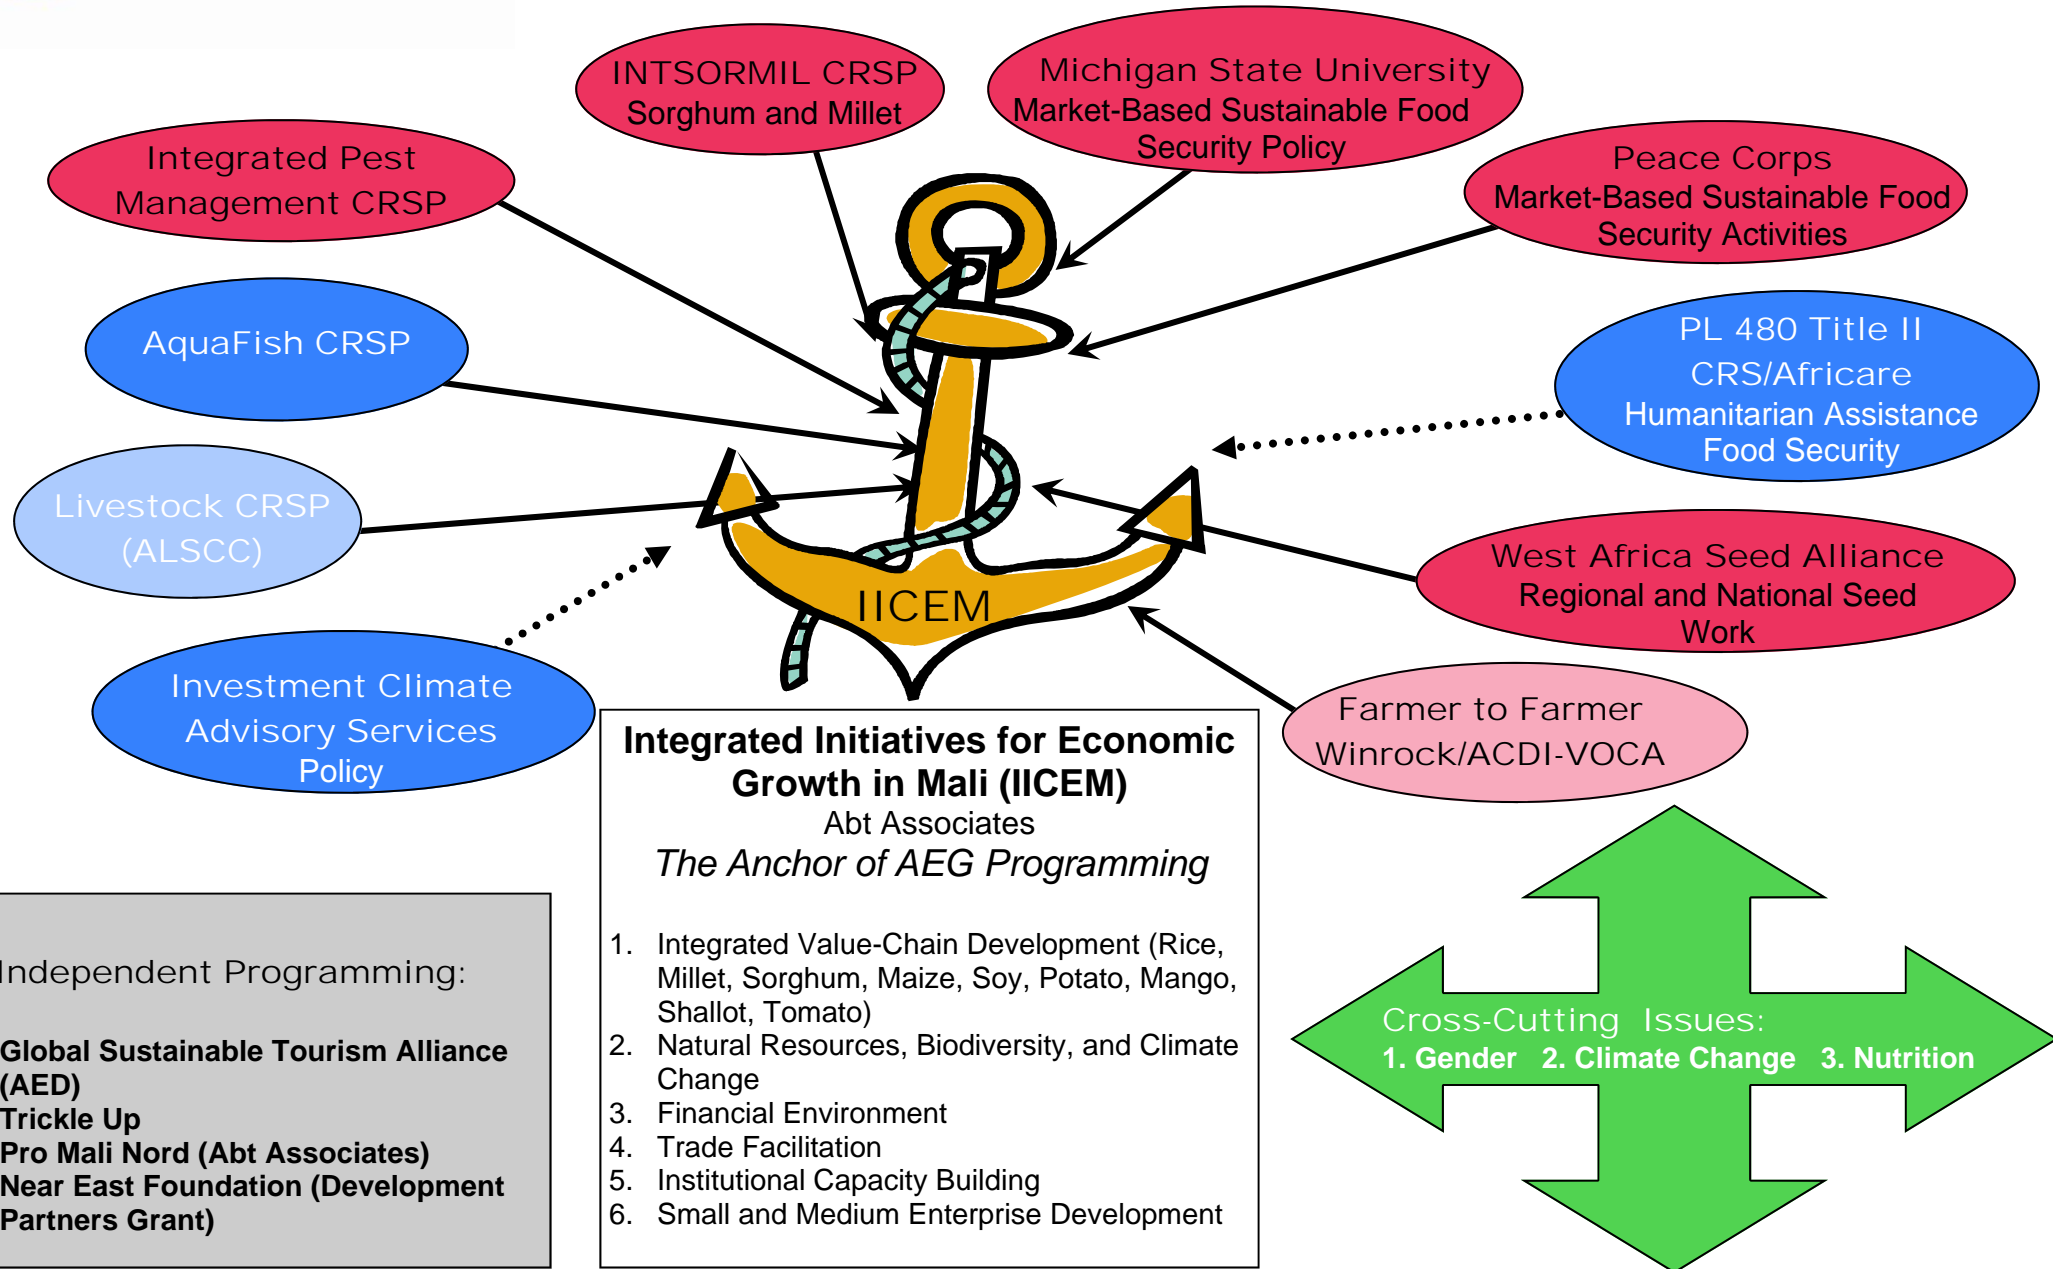 INTSORMIL CRSP
Sorghum and Millet
Michigan State University
Market-Based Sustainable Food
Security Policy
Integrated Pest
Management CRSP
Peace Corps
Market-Based Sustainable Food
Security Activities
AquaFish CRSP
PL 480 Title II
CRS/Africare
Humanitarian Assistance
Food Security
Livestock CRSP
(ALSCC)
West Africa Seed Alliance
Regional and National Seed
Work
IICEM
Investment Climate
Advisory Services
Policy
Farmer to Farmer
Winrock/ACDI-VOCA
Integrated Initiatives for Economic
Growth in Mali (IICEM)
Abt Associates
The Anchor of AEG Programming
1. Integrated Value-Chain Development (Rice,
Millet, Sorghum, Maize, Soy, Potato, Mango,
Shallot, Tomato)
2. Natural Resources, Biodiversity, and Climate
Change
3. Financial Environment
4. Trade Facilitation
5. Institutional Capacity Building
6. Small and Medium Enterprise Development
Independent Programming:
Global Sustainable Tourism Alliance
(AED)
Trickle Up
Pro Mali Nord (Abt Associates)
Near East Foundation (Development
Partners Grant)
Cross-Cutting Issues:
1. Gender 2. Climate Change 3. Nutrition